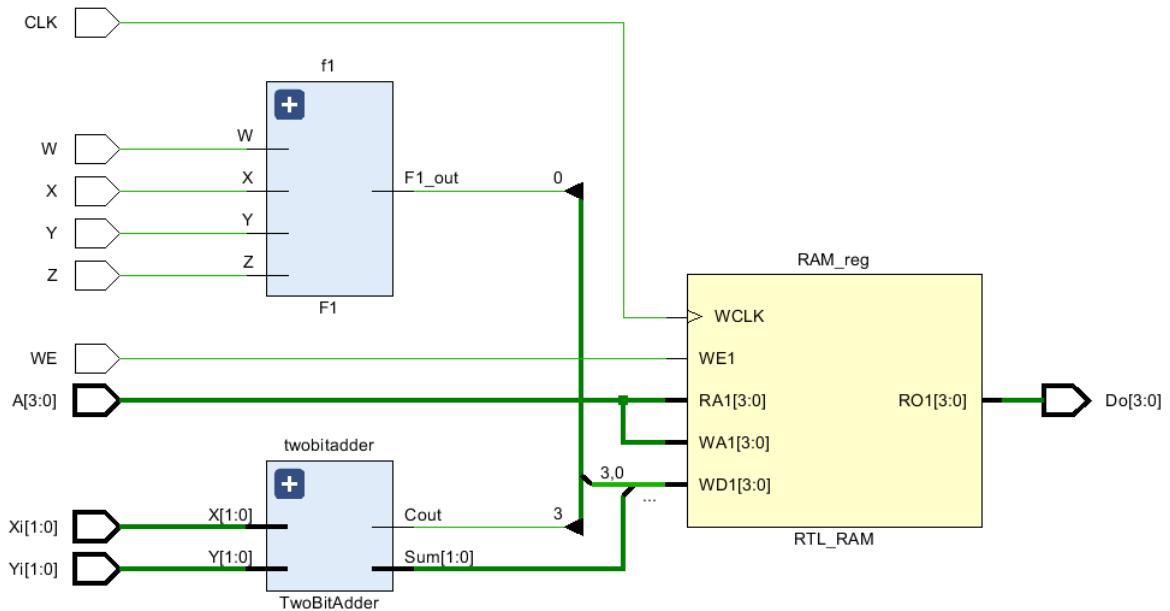 CLK
f1
W
X
Y
Z
W
X
Y
Z
F1_out
0
F1
WE
A[3:0]
RAM_reg
WCLK
WE1
RA1[3:0]
WA1[3:0]
WD1[3:0]
RO1[3:0]
RTL_RAM
Do[3:0]
3,0
...
twobitadder
Xi[1:0]
Yi[1:0]
X[1:0]
Y[1:0]
Cout
3
Sum[1:0]
TwoBitAdder